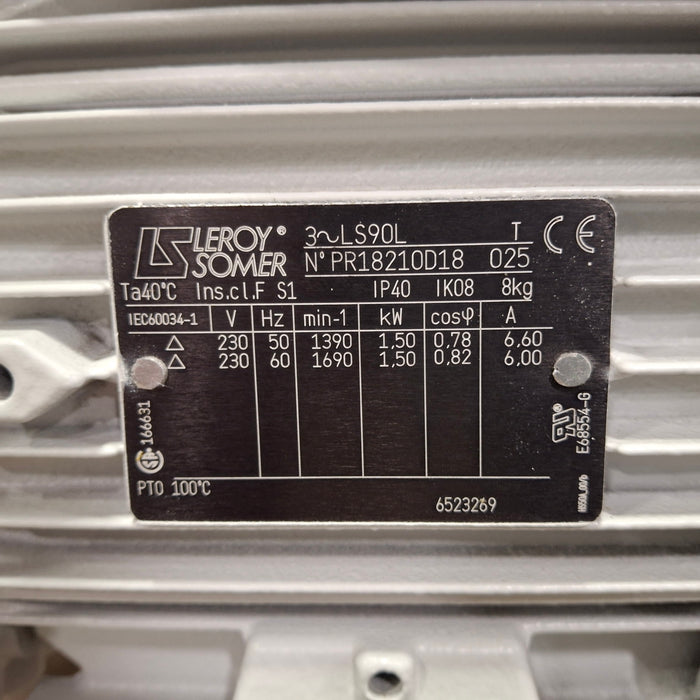 LS LEROY® SOMER
3~LS90L T CE
N° PR18210D18 025
Ta40°C Ins.cl.F S1 IP40 IK08 8kg
IEC60034-1 V Hz min-1 kW cosφ A
△ 230 50 1390 1,50 0,78 6,60
△ 230 60 1690 1,50 0,82 6,00
166631
E68554-G
PTO 100°C
6523269